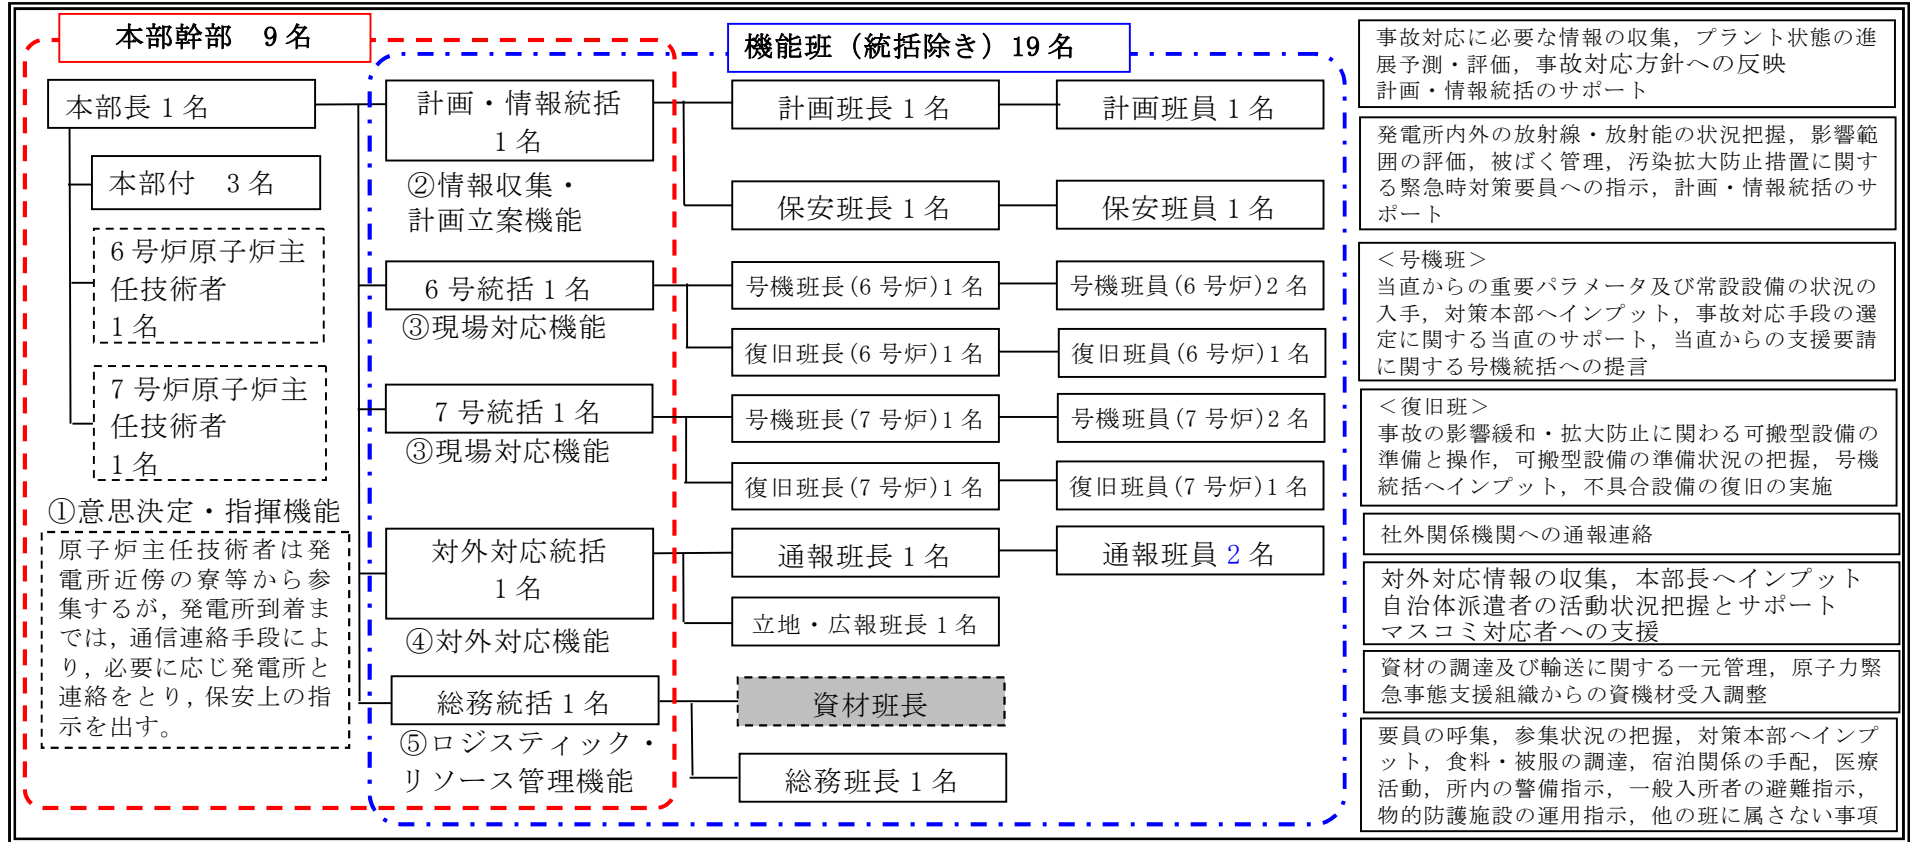 本部幹部　9名
機能班（統括除き）19名
本部長1名
本部付　3名
6号炉原子炉主
任技術者
1名
7号炉原子炉主
任技術者
1名
①意思決定・指揮機能
原子炉主任技術者は発
電所近傍の寮等から参
集するが，発電所到着ま
では，通信連絡手段によ
り，必要に応じ発電所と
連絡をとり，保安上の指
示を出す。
計画・情報統括
1名
②情報収集・
計画立案機能
6号統括1名
③現場対応機能
7号統括1名
③現場対応機能
対外対応統括
1名
④対外対応機能
総務統括1名
⑤ロジスティック・
リソース管理機能
計画班長1名
計画班員1名
保安班長1名
保安班員1名
号機班長(6号炉)1名
号機班員(6号炉)2名
復旧班長(6号炉)1名
復旧班員(6号炉)1名
号機班長(7号炉)1名
号機班員(7号炉)2名
復旧班長(7号炉)1名
復旧班員(7号炉)1名
通報班長1名
通報班員2名
立地・広報班長1名
資材班長
総務班長1名
事故対応に必要な情報の収集，プラント状態の進
展予測・評価，事故対応方針への反映
計画・情報統括のサポート
発電所内外の放射線・放射能の状況把握，影響範
囲の評価，被ばく管理，汚染拡大防止措置に関す
る緊急時対策要員への指示，計画・情報統括のサ
ポート
＜号機班＞
当直からの重要パラメータ及び常設設備の状況の
入手，対策本部へインプット，事故対応手段の選
定に関する当直のサポート，当直からの支援要請
に関する号機統括への提言
＜復旧班＞
事故の影響緩和・拡大防止に関わる可搬型設備の
準備と操作，可搬型設備の準備状況の把握，号機
統括へインプット，不具合設備の復旧の実施
社外関係機関への通報連絡
対外対応情報の収集，本部長へインプット
自治体派遣者の活動状況把握とサポート
マスコミ対応者への支援
資材の調達及び輸送に関する一元管理，原子力緊
急事態支援組織からの資機材受入調整
要員の呼集，参集状況の把握，対策本部へインプ
ット，食料・被服の調達，宿泊関係の手配，医療
活動，所内の警備指示，一般入所者の避難指示，
物的防護施設の運用指示，他の班に属さない事項